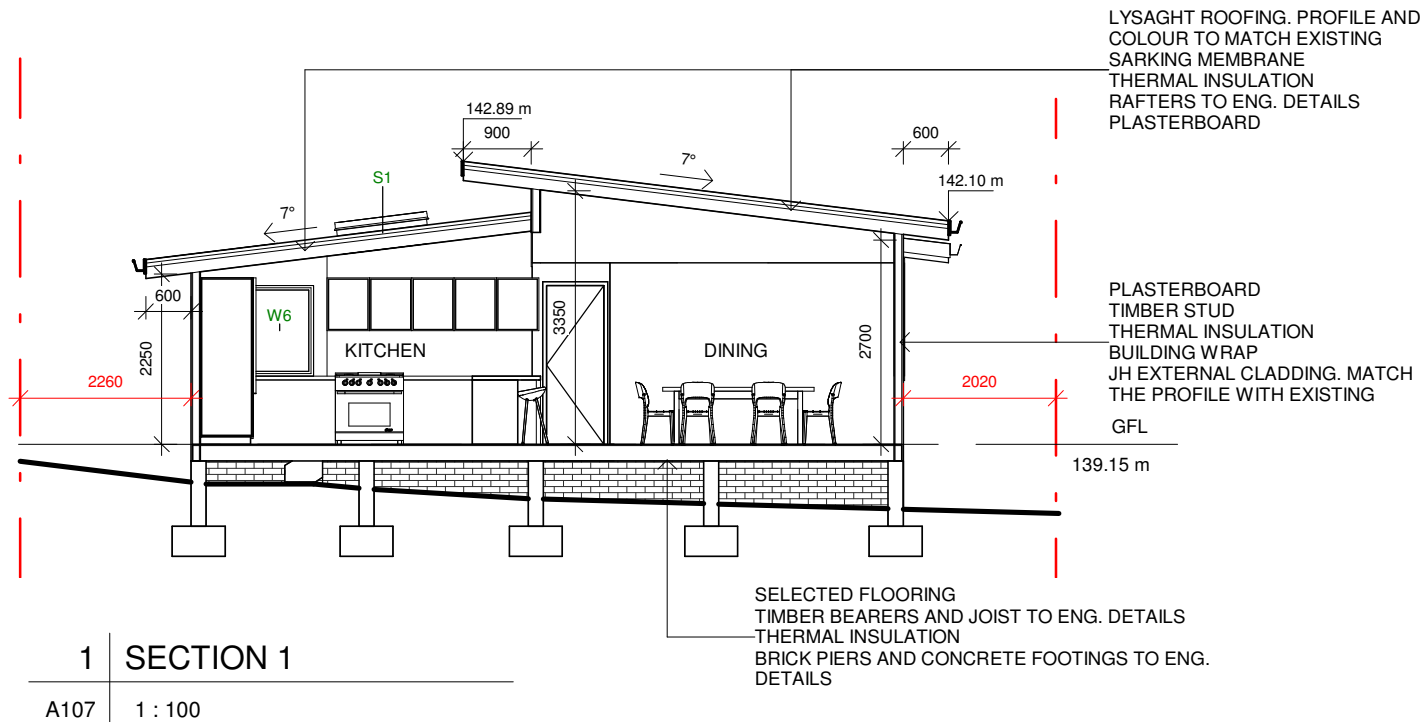 LYSAGHT ROOFING. PROFILE AND
COLOUR TO MATCH EXISTING
SARKING MEMBRANE
THERMAL INSULATION
RAFTERS TO ENG. DETAILS
PLASTERBOARD
142.89 m
900
600
7°
142.10 m
S1
7°
600
W6
2250
KITCHEN
3350
DINING
2700
2260
2020
PLASTERBOARD
TIMBER STUD
THERMAL INSULATION
BUILDING WRAP
JH EXTERNAL CLADDING. MATCH
THE PROFILE WITH EXISTING
GFL
139.15 m
SELECTED FLOORING
TIMBER BEARERS AND JOIST TO ENG. DETAILS
THERMAL INSULATION
BRICK PIERS AND CONCRETE FOOTINGS TO ENG.
DETAILS
1 SECTION 1
A107 1 : 100